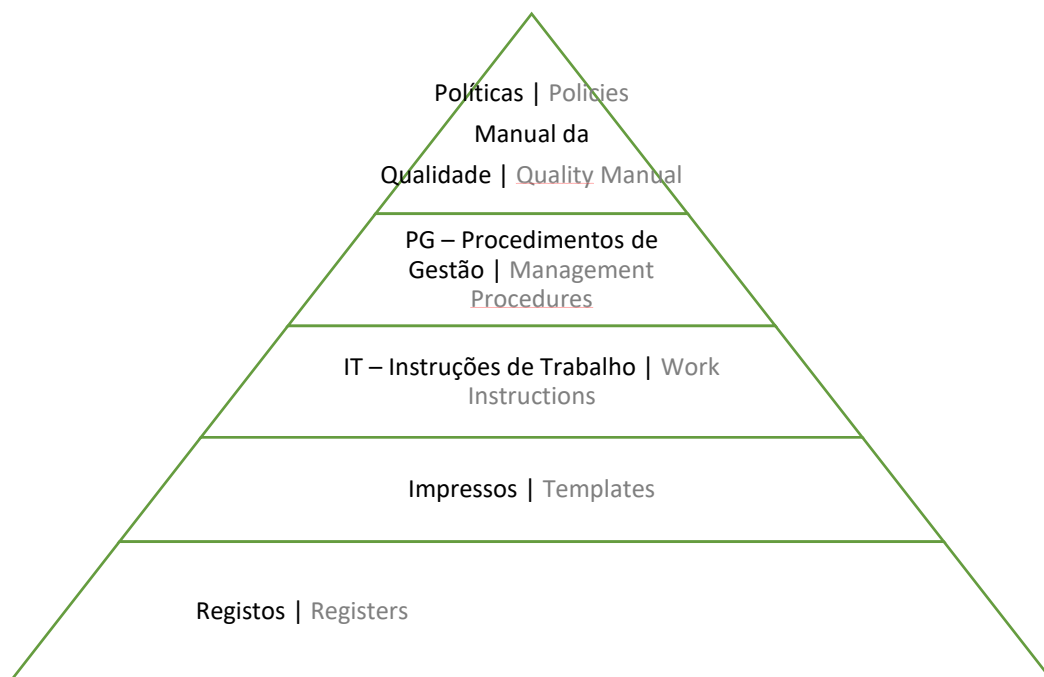 Políticas | Policies
Manual da
Qualidade | Quality Manual
PG – Procedimentos de
Gestão | Management
Procedures
IT – Instruções de Trabalho | Work
Instructions
Impressos | Templates
Registos | Registers